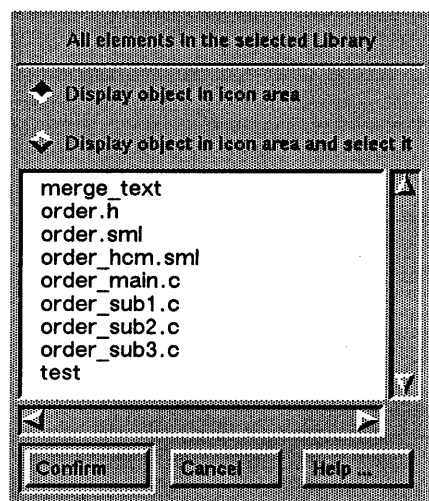 All elements in the selected Library
Display object in icon area
Display object in icon area and select it
merge_text
order.h
order.sml
order_hcm.sml
order_main.c
order_sub1.c
order_sub2.c
order_sub3.c
test
Confirm Cancel Help ...